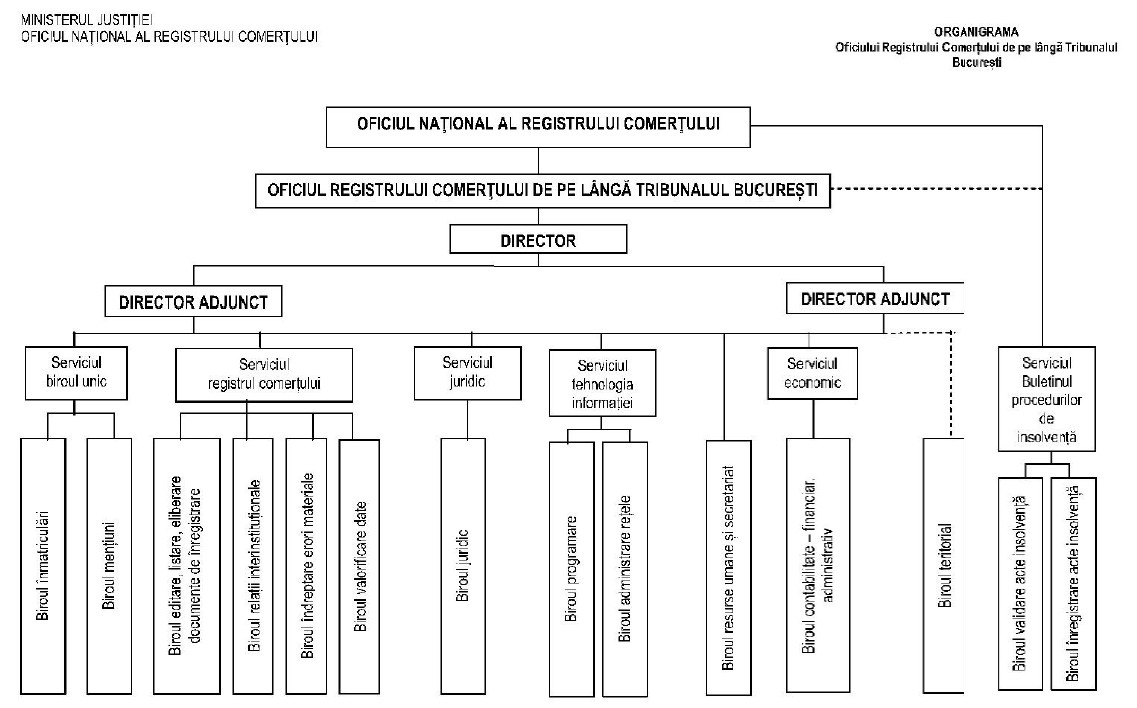 MINISTERUL JUSTIȚIEI
OFICIUL NAȚIONAL AL REGISTRULUI COMERȚULUI
ORGANIGRAMA
Oficiului Registrului Comerțului de pe lângă Tribunalul
București
OFICIUL NAȚIONAL AL REGISTRULUI COMERȚULUI
OFICIUL REGISTRULUI COMERȚULUI DE PE LÂNGĂ TRIBUNALUL BUCUREȘTI
DIRECTOR
DIRECTOR ADJUNCT
DIRECTOR ADJUNCT
Serviciul
biroul unic
Serviciul
registrul comerțului
Serviciul
juridic
Serviciul
tehnologia
informației
Serviciul
economic
Serviciul
Buletinul
procedurilor
de
insolvență
Biroul înmatriculări
Biroul mențiuni
Biroul editare, listare, eliberare
documente de înregistrare
Biroul relații interinstituționale
Biroul îndreptare erori materiale
Biroul valorificare date
Biroul juridic
Biroul programare
Biroul administrare rețele
Biroul resurse umane și secretariat
Biroul contabilitate – financiar,
administrativ
Biroul teritorial
Biroul validare acte insolvență
Biroul înregistrare acte insolvență